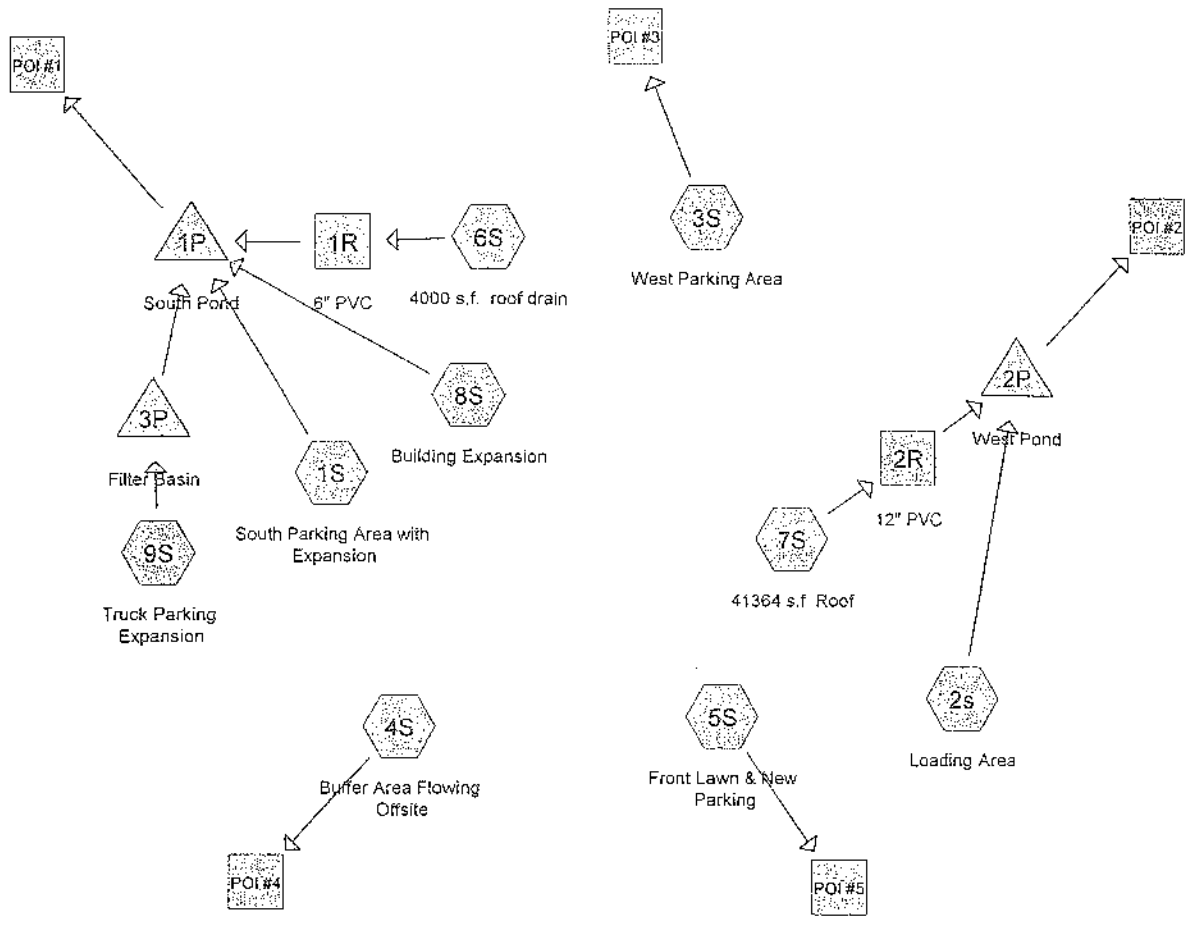 POI #1
POI #3
POI #2
1P
South Pond
1R
6" PVC
6S
4000 s.f. roof drain
3S
West Parking Area
2P
West Pond
3P
Filter Basin
8S
Building Expansion
1S
South Parking Area with
Expansion
2R
12" PVC
7S
41364 s.f Roof
9S
Truck Parking
Expansion
4S
Buffer Area Flowing
Offsite
5S
Front Lawn & New
Parking
2s
Loading Area
POI #4
POI #5